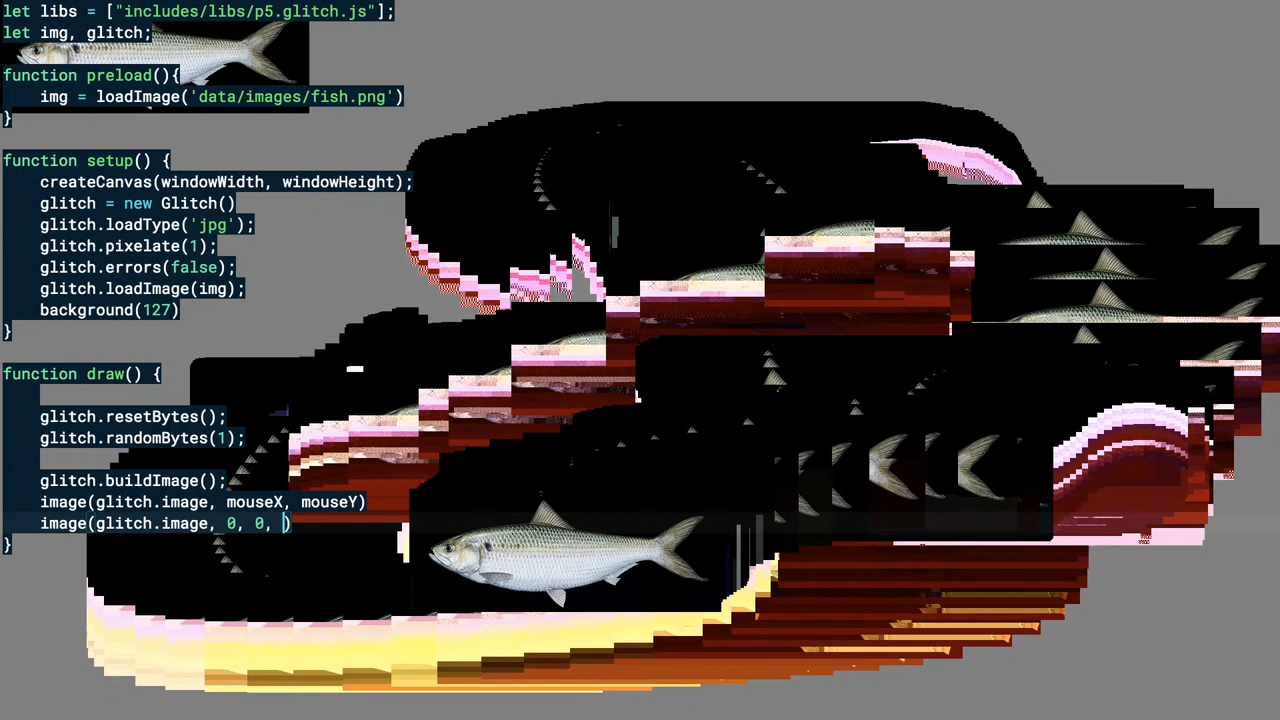 let libs = ["includes/libs/p5.glitch.js"];
let img, glitch;
function preload(){
img = loadImage('data/images/fish.png')
}
function setup() {
createCanvas(windowWidth, windowHeight);
glitch = new Glitch()
glitch.loadType('jpg');
glitch.pixelate(1);
glitch.errors(false);
glitch.loadImage(img);
background(127)
}
function draw() {
glitch.resetBytes();
glitch.randomBytes(1);
glitch.buildImage();
image(glitch.image, mouseX, mouseY)
image(glitch.image, 0, 0, )
}